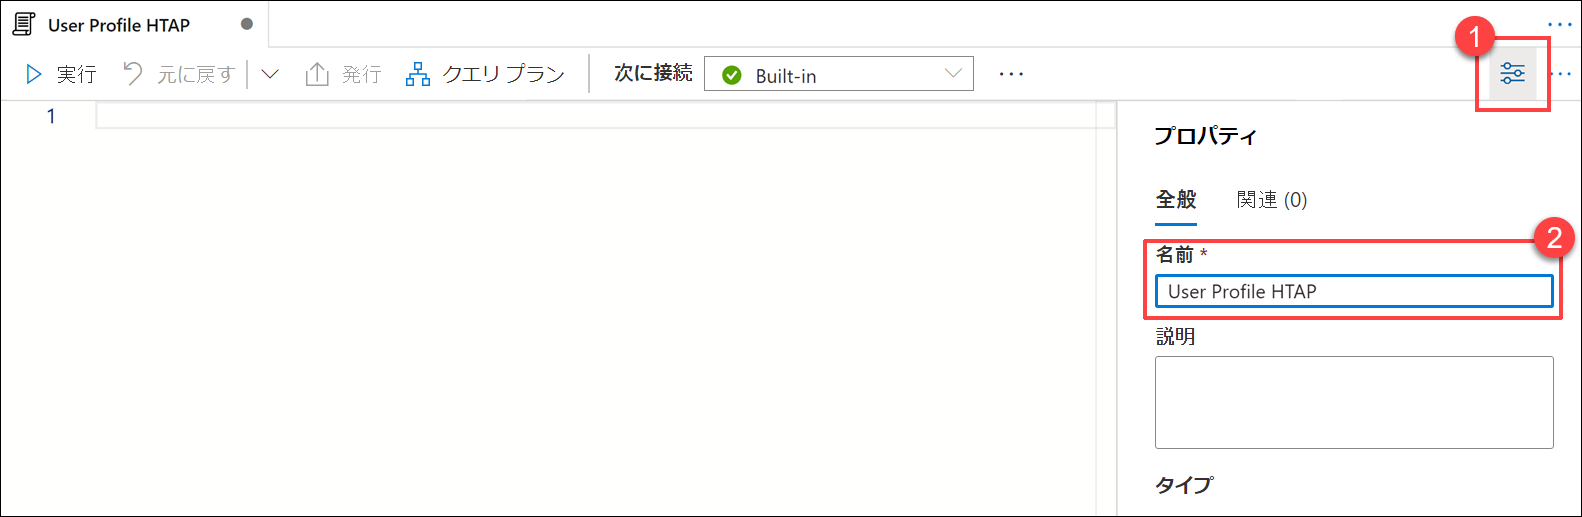 User Profile HTAP
実行 元に戻す 発行 クエリ プラン 次に接続 Built-in ...
1
1
プロパティ
全般 関連 (0)
2
名前 *
User Profile HTAP
説明
タイプ